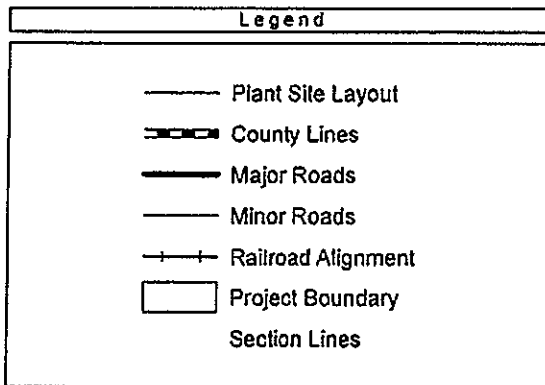 Legend
Plant Site Layout
County Lines
Major Roads
Minor Roads
Railroad Alignment
Project Boundary
Section Lines